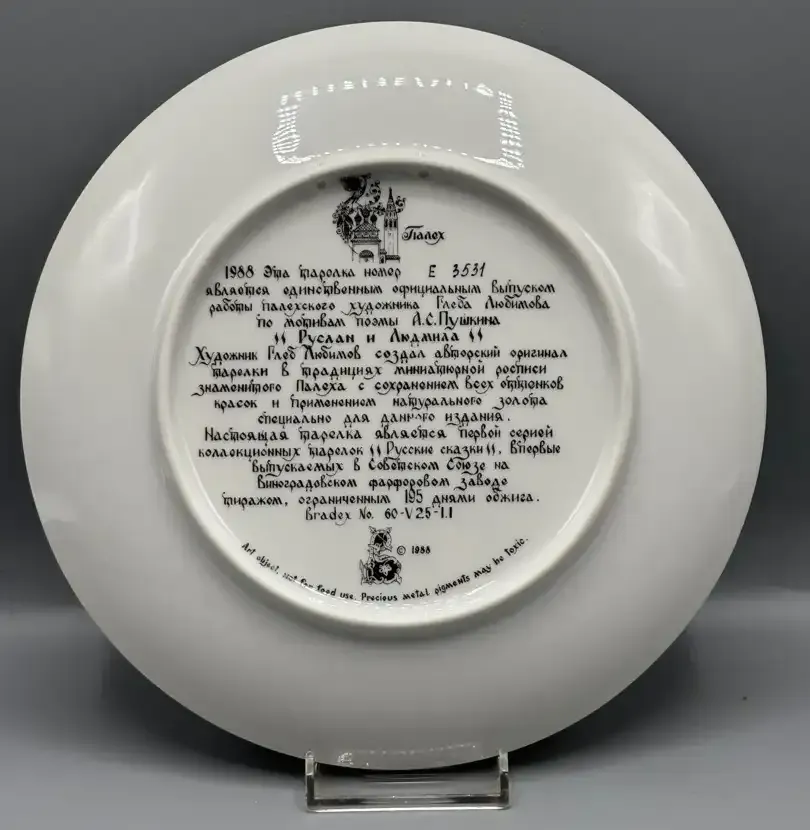 Палех
1988 Эта тарелка номер Е 3531
является единственным официальным выпуском
работы палехского художника Глеба Любимова
по мотивам поэмы А.С.Пушкина
"Руслан и Людмила"
Художник Глеб Любимов создал авторский оригинал
тарелки в традициях миниатюрной росписи
знаменитого Палеха с сохранением всех оттенков
красок и применением натурального золота
специально для данного издания.
Настоящая тарелка является первой серией
коллекционных тарелок "Русские сказки", впервые
выпускаемых в Советском Союзе на
Виноградовском фарфоровом заводе
тиражом, ограниченным 195 днями обжига.
Bradex No. 60-V25-1.1
© 1988
Art object, not for food use. Precious metal pigments may be toxic.